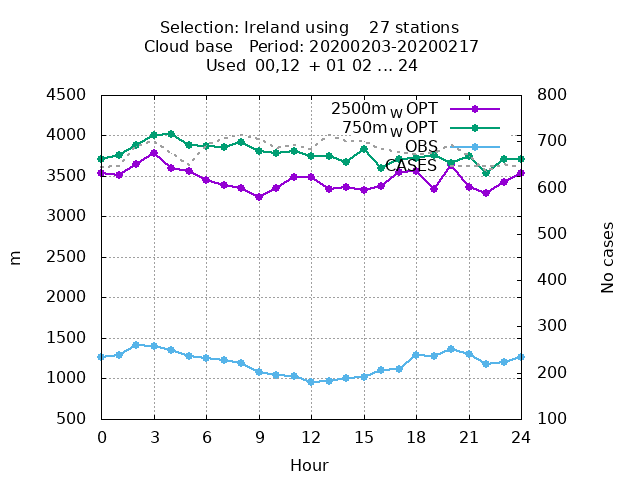 Selection: Ireland using    27 stations
Cloud base   Period: 20200203-20200217
Used  00,12  + 01 02 ... 24
4500
4000
3500
3000
2500
2000
1500
1000
500
800
700
600
500
400
300
200
100
2500m W OPT
750m W OPT
OBS
CASES
m
No cases
0 3 6 9 12 15 18 21 24
Hour